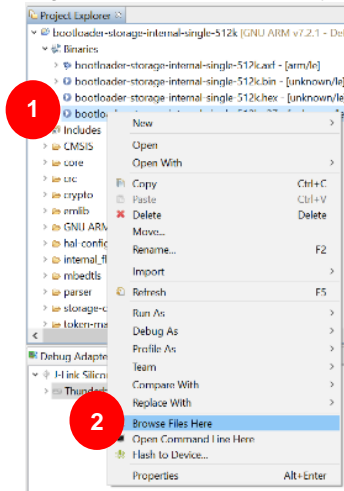 Project Explorer
bootloader-storage-internal-single-512k [GNU ARM v7.2.1 - De
Binaries
bootloader-storage-internal-single-512k.axf - [arm/le]
bootloader-storage-internal-single-512k.bin - [unknown/le]
bootloader-storage-internal-single-512k.hex - [unknown/le]
1
bootlo
Includes
CMSIS
core
crc
crypto
emlib
GNU ARM
hal-config
internal_fl
mbedtls
parser
storage-c
token-ma
New
Open
Open With
Copy Ctrl+C
Paste Ctrl+V
Delete Delete
Move...
Rename... F2
Import
Refresh F5
Run As
Debug As
Profile As
Team
Compare With
Replace With
2
Browse Files Here
Open Command Line Here
Flash to Device...
Properties Alt+Enter
Debug Adapte
J-Link Silico
Thunderb